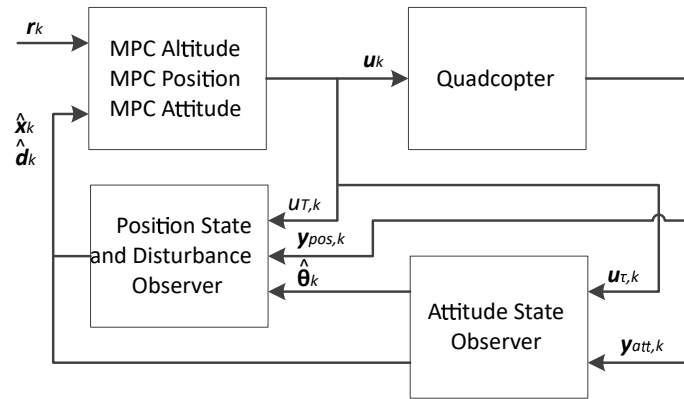 r_k
MPC Altitude
MPC Position
MPC Attitude
u_k
Quadcopter
x̂_k
d̂_k
u_T,k
Position State
and Disturbance
Observer
y_pos,k
θ̂_k
Attitude State
Observer
u_τ,k
y_att,k